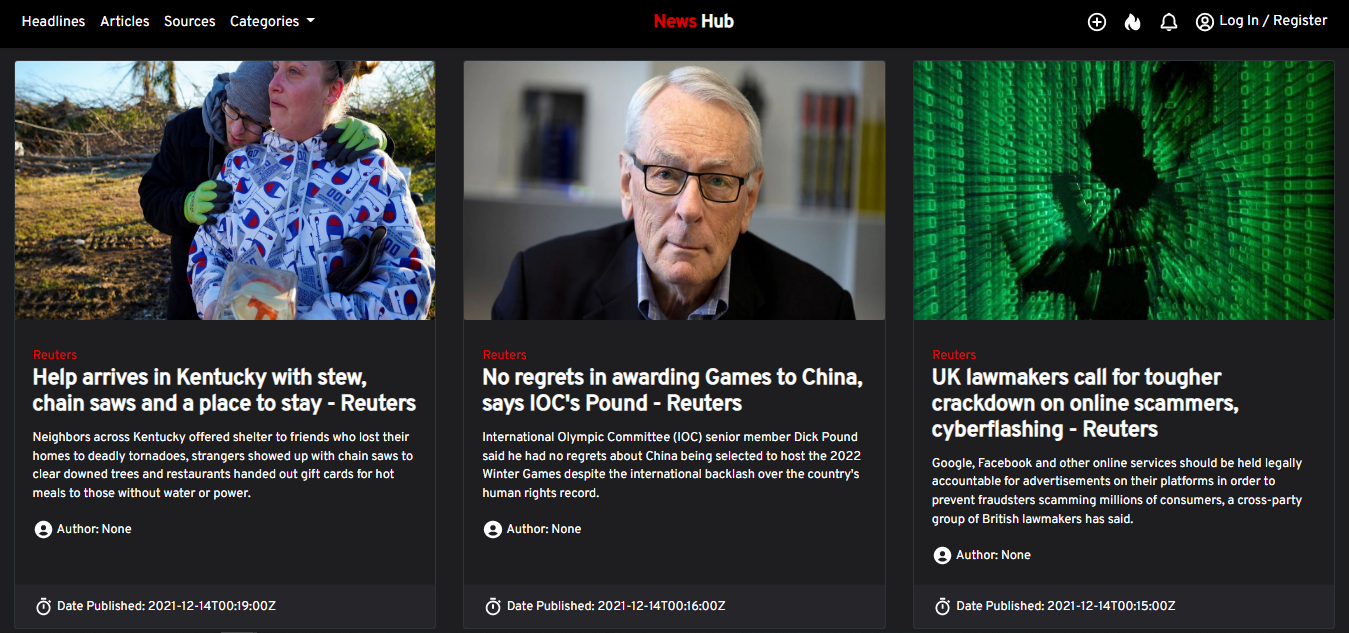 Headlines Articles Sources Categories News Hub Log In / Register
Reuters
Help arrives in Kentucky with stew,
chain saws and a place to stay - Reuters
Neighbors across Kentucky offered shelter to friends who lost their
homes to deadly tornadoes, strangers showed up with chain saws to
clear downed trees and restaurants handed out gift cards for hot
meals to those without water or power.
Author: None
Date Published: 2021-12-14T00:19:00Z
Reuters
No regrets in awarding Games to China,
says IOC's Pound - Reuters
International Olympic Committee (IOC) senior member Dick Pound
said he had no regrets about China being selected to host the 2022
Winter Games despite the international backlash over the country's
human rights record.
Author: None
Date Published: 2021-12-14T00:16:00Z
Reuters
UK lawmakers call for tougher
crackdown on online scammers,
cyberflashing - Reuters
Google, Facebook and other online services should be held legally
accountable for advertisements on their platforms in order to
prevent fraudsters scamming millions of consumers, a cross-party
group of British lawmakers has said.
Author: None
Date Published: 2021-12-14T00:15:00Z